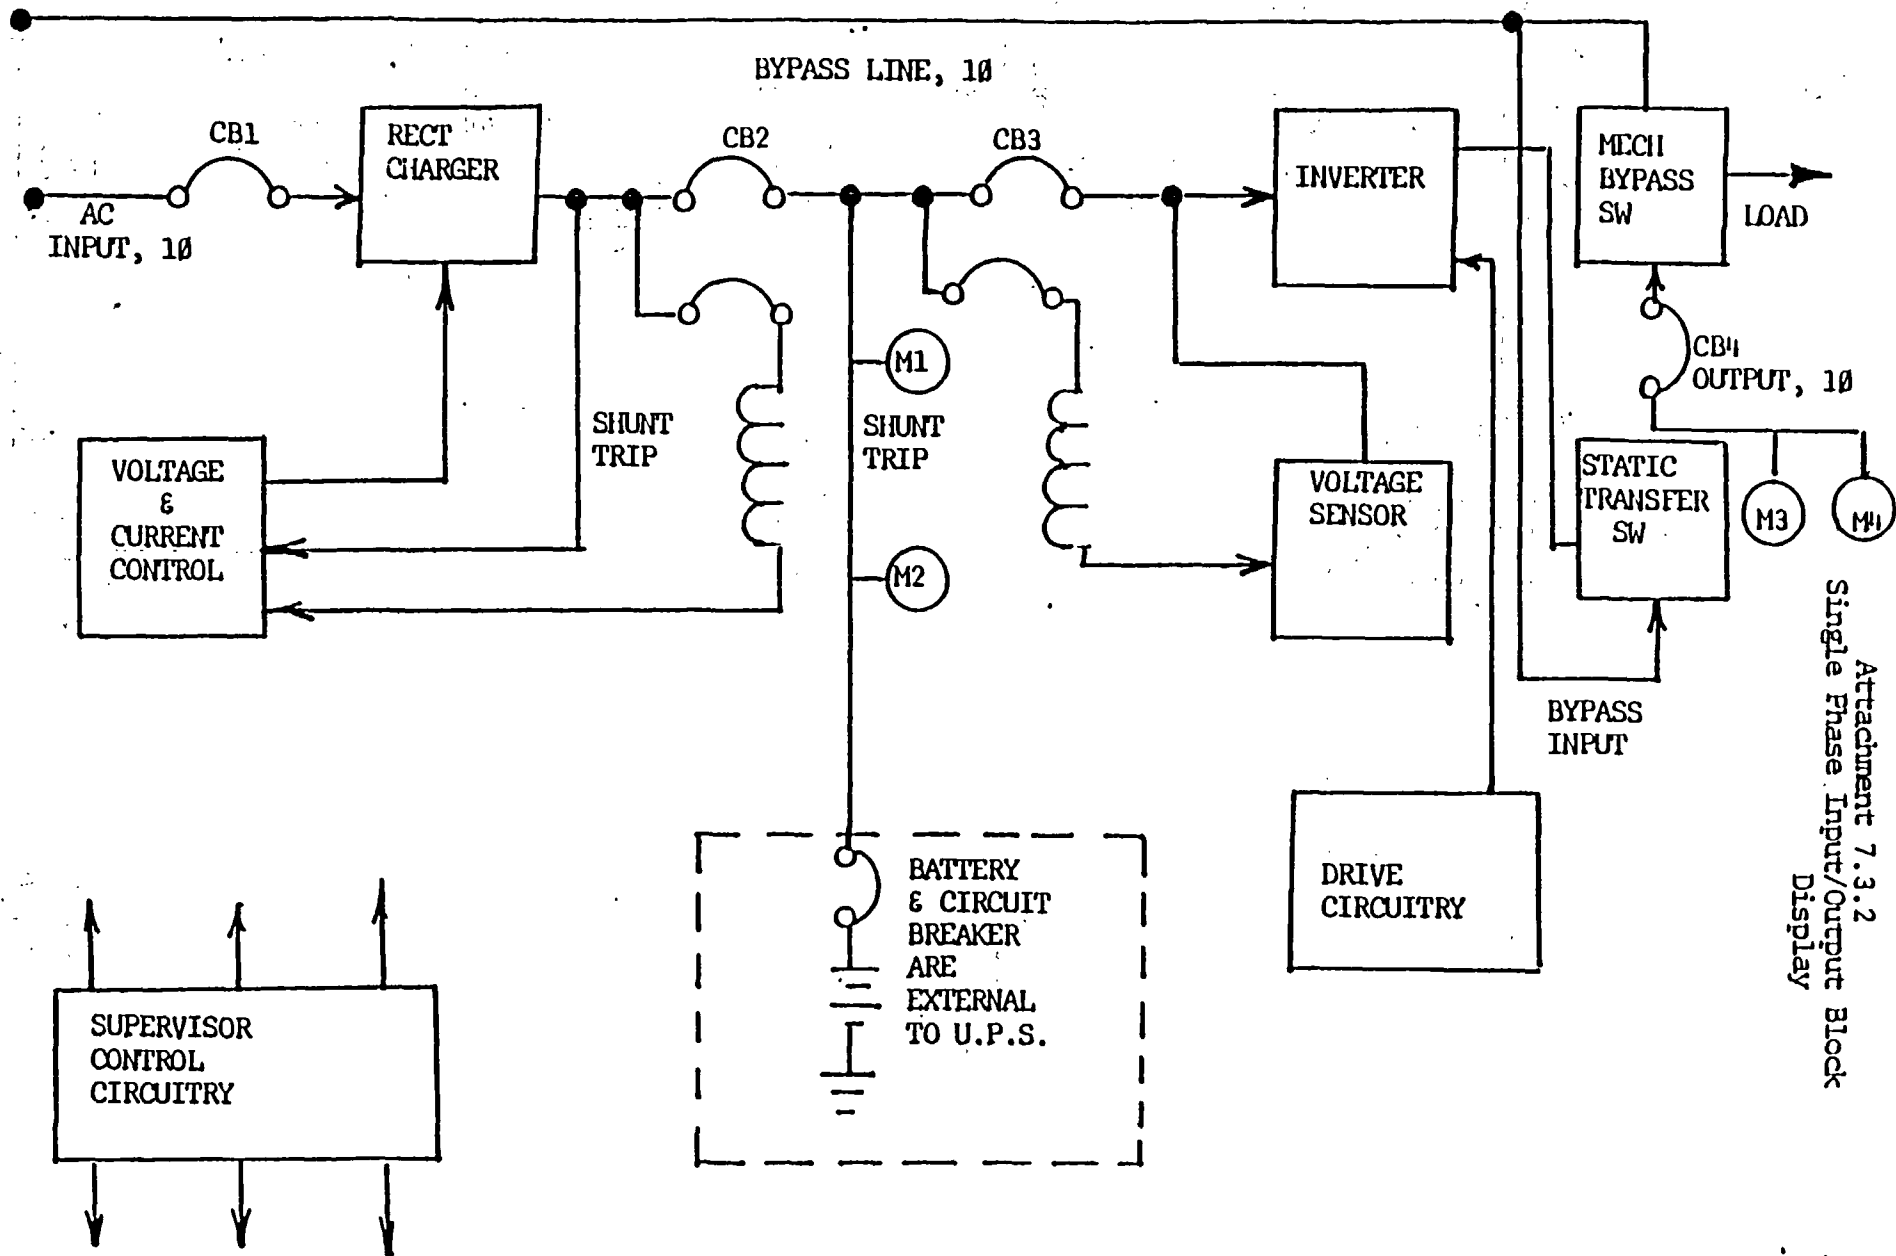 BYPASS LINE, 1Ø
CB1
RECT
CHARGER
CB2
CB3
INVERTER
MECH
BYPASS
SW
LOAD
AC
INPUT, 1Ø
CB4
OUTPUT, 1Ø
M1
SHUNT
TRIP
SHUNT
TRIP
VOLTAGE
&
CURRENT
CONTROL
VOLTAGE
SENSOR
STATIC
TRANSFER
SW
M3
M4
M2
BYPASS
INPUT
BATTERY
& CIRCUIT
BREAKER
ARE
EXTERNAL
TO U.P.S.
DRIVE
CIRCUITRY
SUPERVISOR
CONTROL
CIRCUITRY
Attachment 7.3.2
Single Phase Input/Output Block
Display